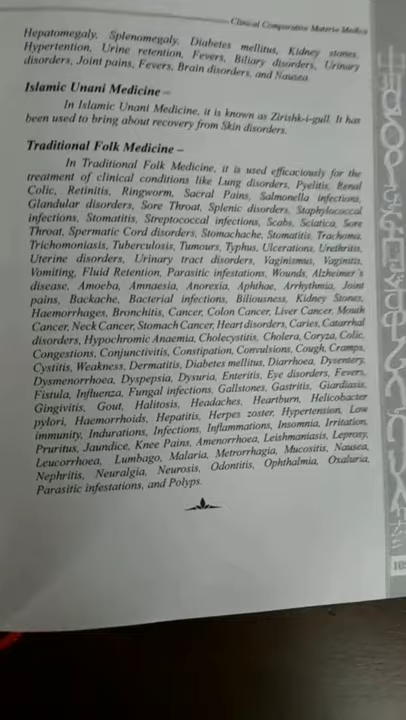 Clinical Comparative Materia Medica
Hepatomegaly, Splenomegaly, Diabetes mellitus, Kidney stones,
Hypertension, Urine retention, Fevers, Biliary disorders, Urinary
disorders, Joint pains, Fevers, Brain disorders, and Nausea.
Islamic Unani Medicine –
In Islamic Unani Medicine, it is known as Zirishk-i-gull. It has
been used to bring about recovery from Skin disorders.
Traditional Folk Medicine –
In Traditional Folk Medicine, it is used efficaciously for the
treatment of clinical conditions like Lung disorders, Pyelitis, Renal
Colic, Retinitis, Ringworm, Sacral Pains, Salmonella infections,
Glandular disorders, Sore Throat, Splenic disorders, Staphylococcal
infections, Stomatitis, Streptococcal infections, Scabs, Sciatica, Sore
Throat, Spermatic Cord disorders, Stomachache, Stomatitis, Trachoma,
Trichomoniasis, Tuberculosis, Tumours, Typhus, Ulcerations, Urethritis,
Uterine disorders, Urinary tract disorders, Vaginismus, Vaginitis,
Vomiting, Fluid Retention, Parasitic infestations, Wounds, Alzheimer's
disease, Amoeba, Amnaesia, Anorexia, Aphthae, Arrhythmia, Joint
pains, Backache, Bacterial infections, Biliousness, Kidney Stones,
Haemorrhages, Bronchitis, Cancer, Colon Cancer, Liver Cancer, Mouth
Cancer, Neck Cancer, Stomach Cancer, Heart disorders, Caries, Catarrhal
disorders, Hypochromic Anaemia, Cholecystitis, Cholera, Coryza, Colic,
Congestions, Conjunctivitis, Constipation, Convulsions, Cough, Cramps,
Cystitis, Weakness, Dermatitis, Diabetes mellitus, Diarrhoea, Dysentery,
Dysmenorrhoea, Dyspepsia, Dysuria, Enteritis, Eye disorders, Fevers,
Fistula, Influenza, Fungal infections, Gallstones, Gastritis, Giardiasis,
Gingivitis, Gout, Halitosis, Headaches, Heartburn, Helicobacter
pylori, Haemorrhoids, Hepatitis, Herpes zoster, Hypertension, Low
immunity, Indurations, Infections, Inflammations, Insomnia, Irritation,
Pruritus, Jaundice, Knee Pains, Amenorrhoea, Leishmaniasis, Leprosy,
Leucorrhoea, Lumbago, Malaria, Metrorrhagia, Mucositis, Nausea,
Nephritis, Neuralgia, Neurosis, Odontitis, Ophthalmia, Oxaluria,
Parasitic infestations, and Polyps.